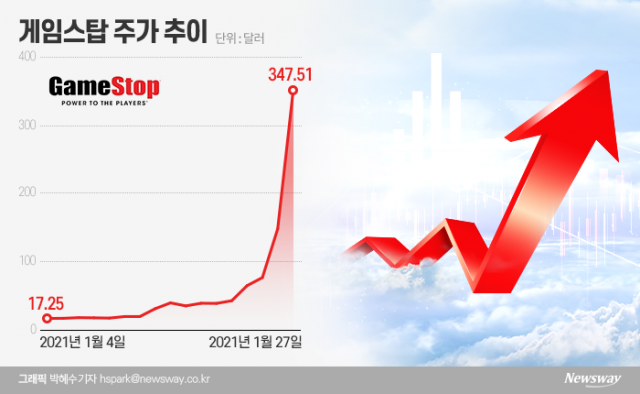 게임스탑 주가 추이 단위:달러
400
347.51
GameStop
POWER TO THE PLAYERS
300
200
100
17.25
0
2021년 1월 4일 2021년 1월 27일
그래픽 박혜수기자 hspark@newsway.co.kr
Newsway